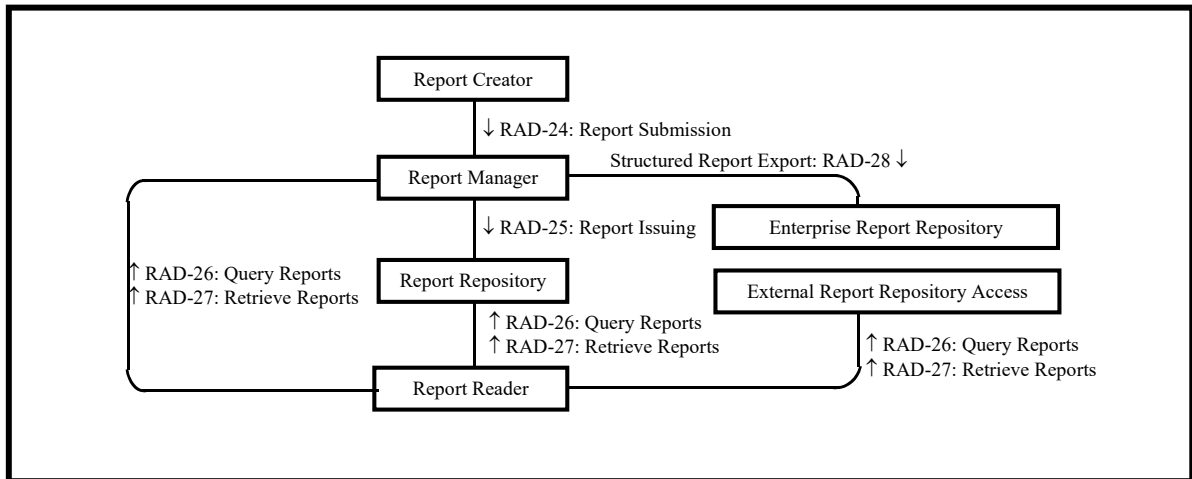 Report Creator
↓ RAD-24: Report Submission
Structured Report Export: RAD-28 ↓
Report Manager
↓ RAD-25: Report Issuing
Enterprise Report Repository
↑ RAD-26: Query Reports
↑ RAD-27: Retrieve Reports
Report Repository
External Report Repository Access
↑ RAD-26: Query Reports
↑ RAD-27: Retrieve Reports
↑ RAD-26: Query Reports
↑ RAD-27: Retrieve Reports
Report Reader